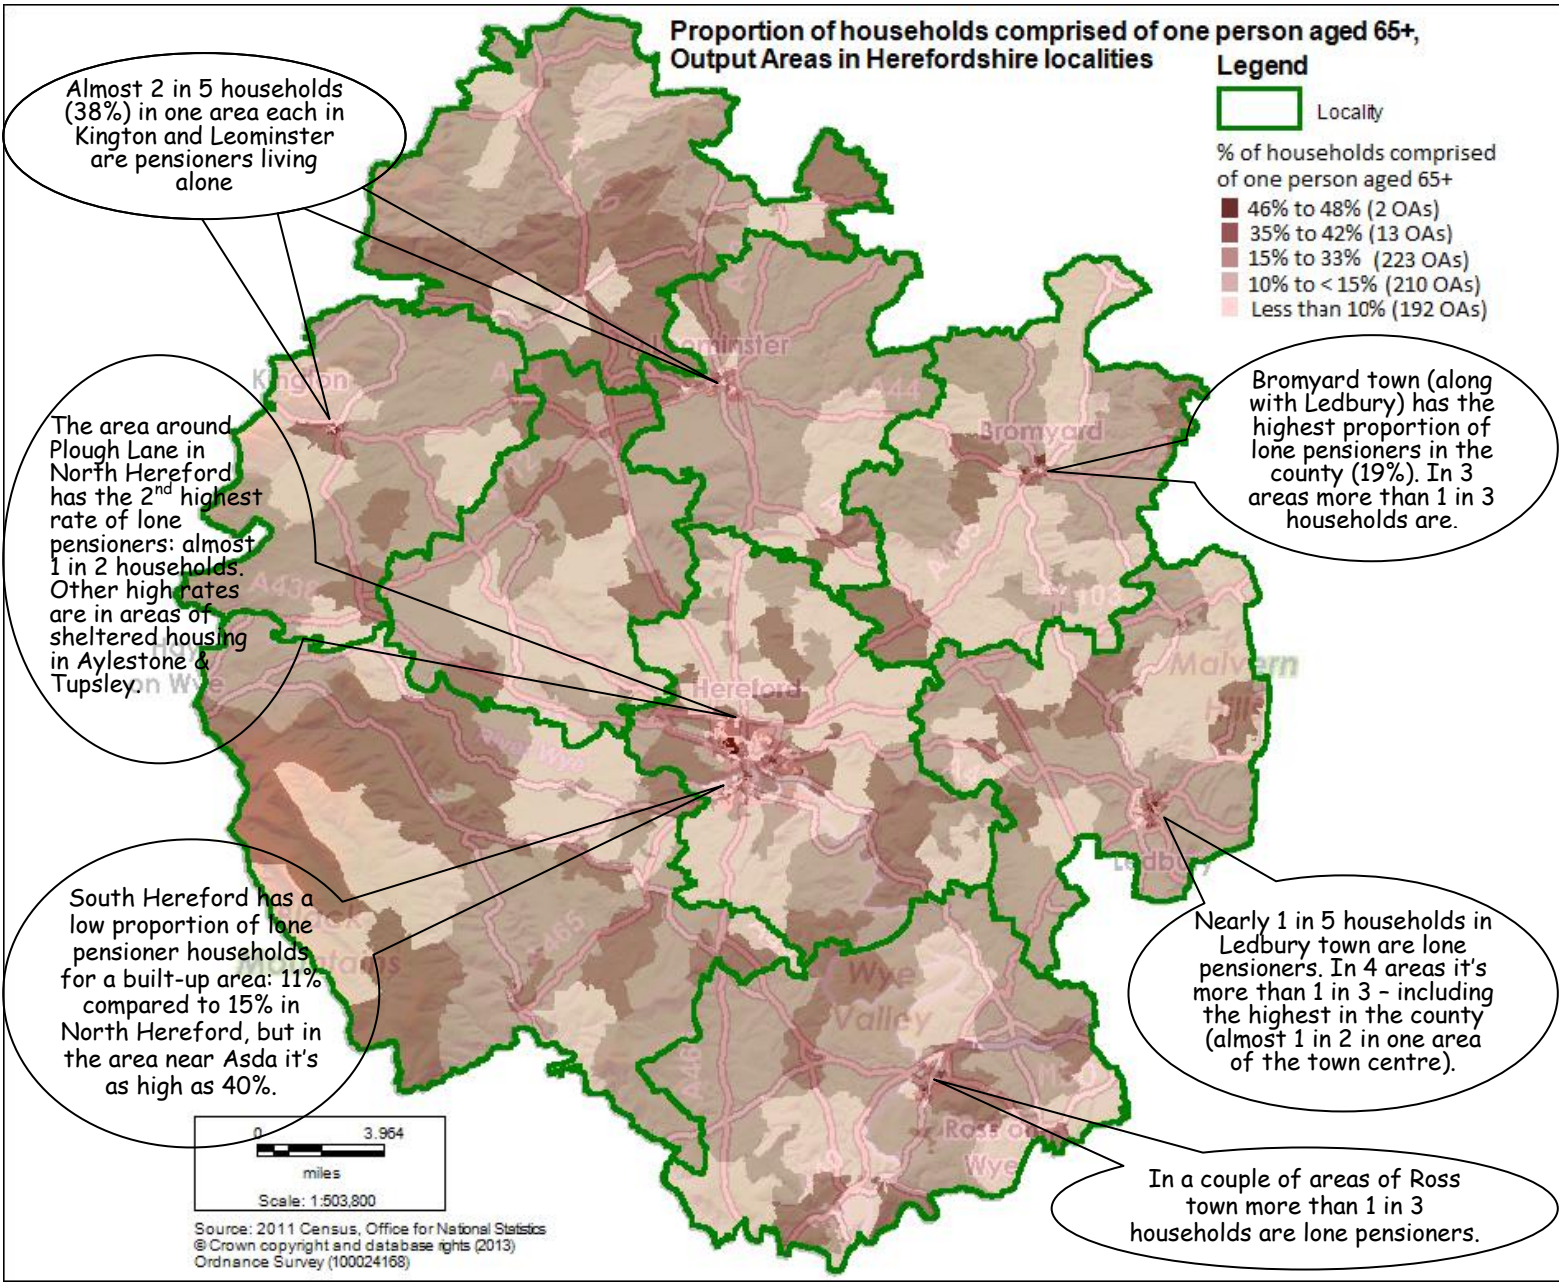 Proportion of households comprised of one person aged 65+,
Output Areas in Herefordshire localities
Legend
Locality
% of households comprised
of one person aged 65+
46% to 48% (2 OAs)
35% to 42% (13 OAs)
15% to 33% (223 OAs)
10% to < 15% (210 OAs)
Less than 10% (192 OAs)
Almost 2 in 5 households
(38%) in one area each in
Kington and Leominster
are pensioners living
alone
The area around
Plough Lane in
North Hereford
has the 2nd highest
rate of lone
pensioners: almost
1 in 2 households.
Other high rates
are in areas of
sheltered housing
in Aylestone &
Tupsley.
South Hereford has a
low proportion of lone
pensioner households
for a built-up area: 11%
compared to 15% in
North Hereford, but in
the area near Asda it's
as high as 40%.
Bromyard town (along
with Ledbury) has the
highest proportion of
lone pensioners in the
county (19%). In 3
areas more than 1 in 3
households are.
Nearly 1 in 5 households in
Ledbury town are lone
pensioners. In 4 areas it's
more than 1 in 3 – including
the highest in the county
(almost 1 in 2 in one area
of the town centre).
In a couple of areas of Ross
town more than 1 in 3
households are lone pensioners.
Kington
Leominster
A44
Bromyard
A438
on Wye
Hereford
Malvern
Hills
Ledbury
A465
Mountains
Wye
Valley
Ross on
Wye
0 3.964
miles
Scale: 1:503,800
Source: 2011 Census, Office for National Statistics
© Crown copyright and database rights (2013)
Ordnance Survey (100024168)